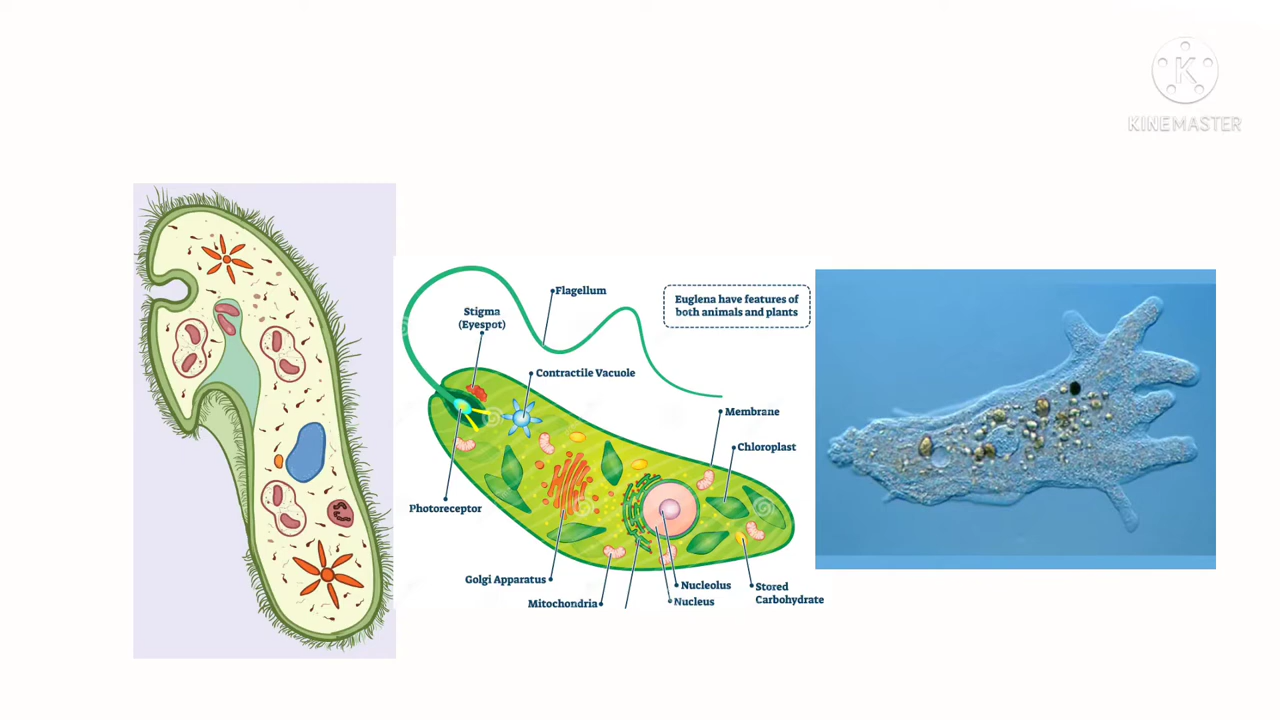 K
KINEMASTER
Flagellum
Euglena have features of
both animals and plants
Stigma
(Eyespot)
Contractile Vacuole
Membrane
Chloroplast
Photoreceptor
Golgi Apparatus
Mitochondria
Nucleolus
Nucleus
Stored
Carbohydrate